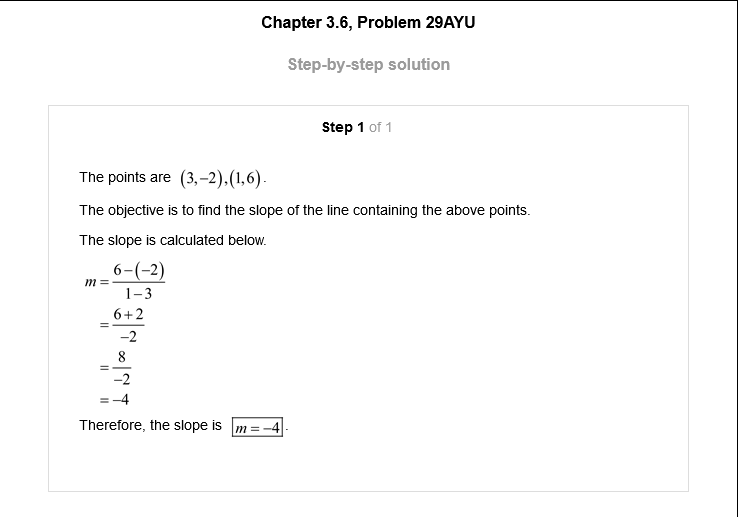 Chapter 3.6, Problem 29AYU
Step-by-step solution
Step 1 of 1
The points are (3,−2),(1,6).
The objective is to find the slope of the line containing the above points.
The slope is calculated below.
m = \frac{6−(−2)}{1−3}
= \frac{6+2}{−2}
= \frac{8}{−2}
= −4
Therefore, the slope is m = −4.